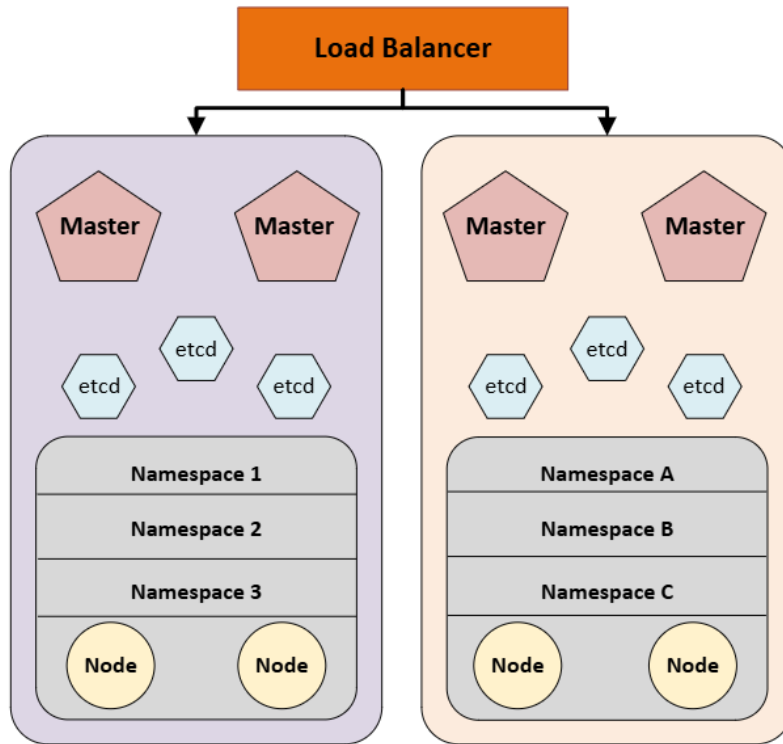 Load Balancer
Master
Master
etcd
etcd
etcd
Namespace 1
Namespace 2
Namespace 3
Node
Node
Master
Master
etcd
etcd
etcd
Namespace A
Namespace B
Namespace C
Node
Node